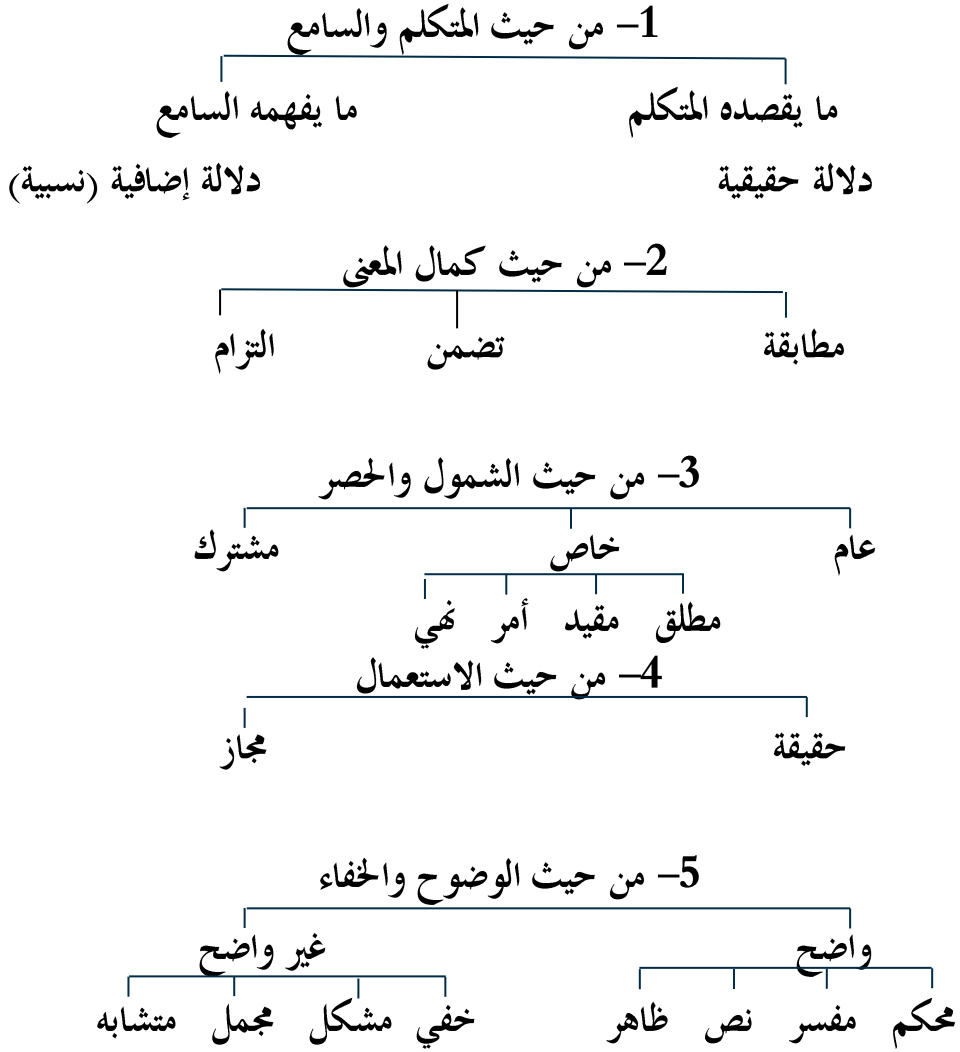 1– من حيث المتكلم والسامع
ما يقصده المتكلم ما يفهمه السامع
دلالة حقيقية دلالة إضافية (نسبية)
2– من حيث كمال المعنى
مطابقة تضمن التزام
3– من حيث الشمول والحصر
عام خاص مشترك
مطلق مقيد أمر نهي
4– من حيث الاستعمال
حقيقة مجاز
5– من حيث الوضوح والخفاء
واضح غير واضح
محكم مفسر نص ظاهر خفي مشكل مجمل متشابه